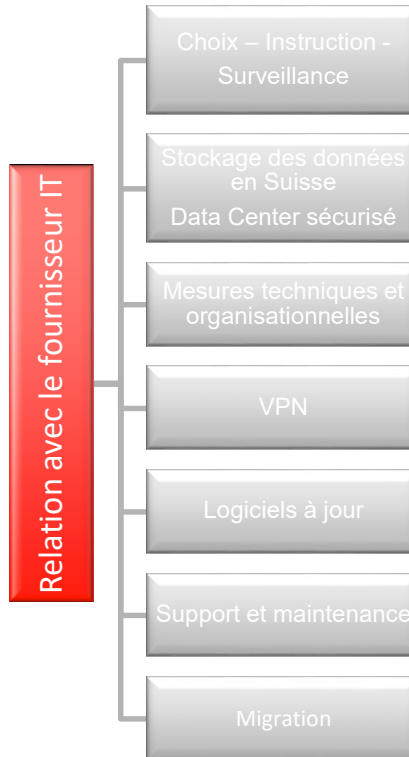 Relation avec le fournisseur IT
Choix – Instruction -
Surveillance
Stockage des données
en Suisse
Data Center sécurisé
Mesures techniques et
organisationnelles
VPN
Logiciels à jour
Support et maintenance
Migration